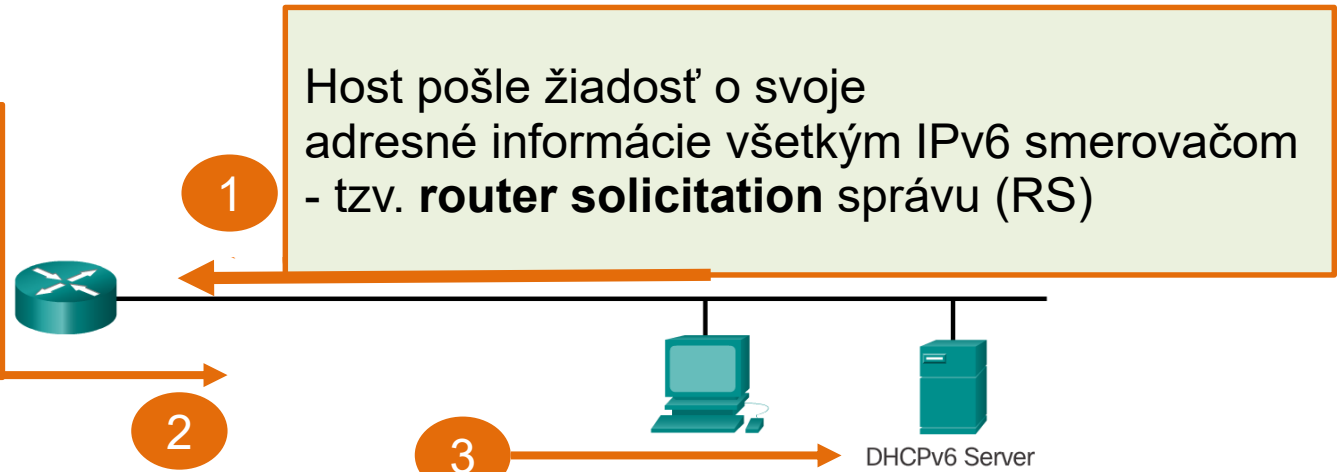 Host pošle žiadosť o svoje
adresné informácie všetkým IPv6 smerovačom
- tzv. router solicitation správu (RS)
1
2
3
DHCPv6 Server